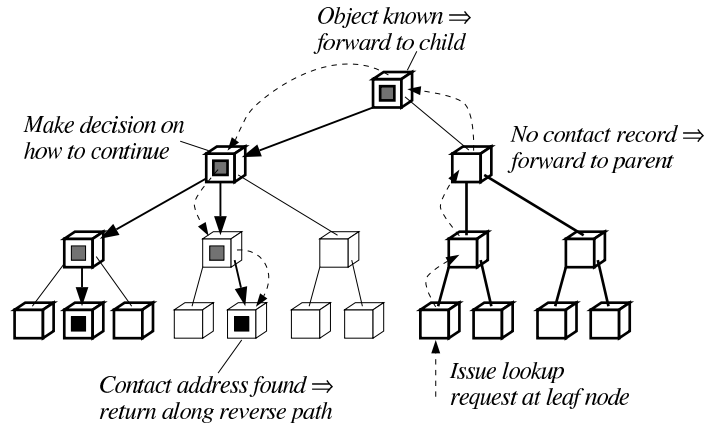 Object known ⇒
forward to child
Make decision on
how to continue
No contact record ⇒
forward to parent
Contact address found ⇒
return along reverse path
Issue lookup
request at leaf node